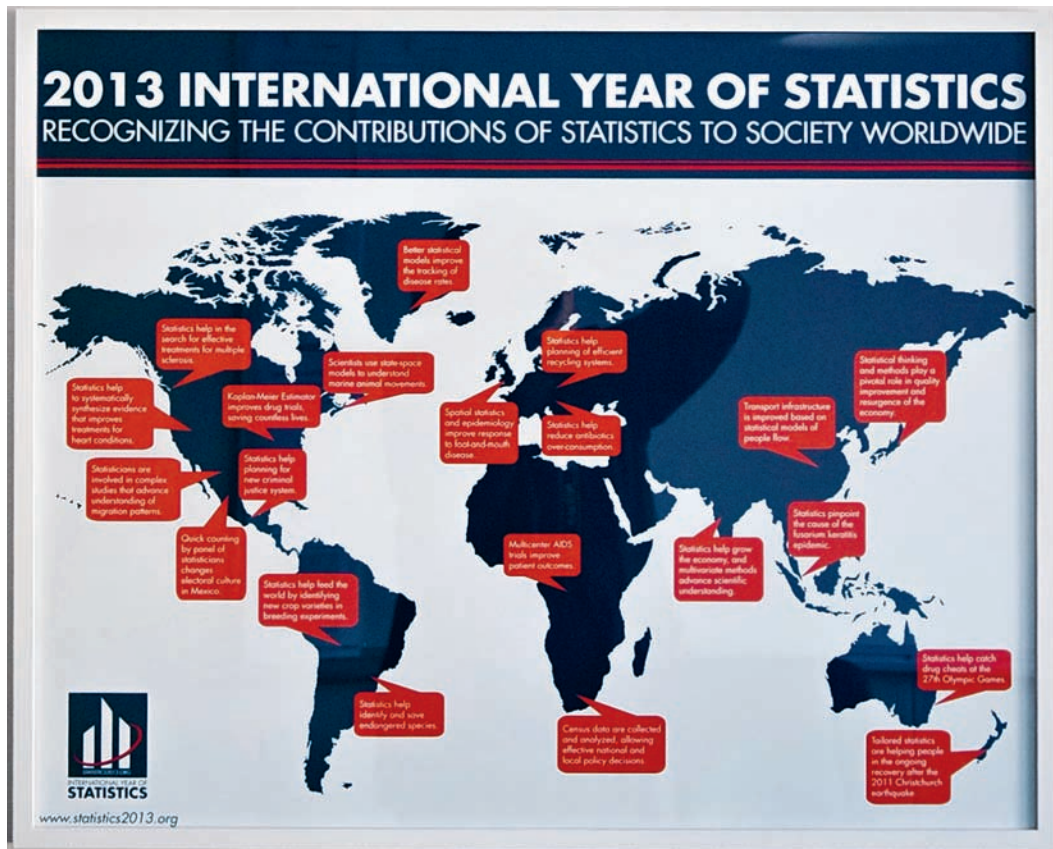 2013 INTERNATIONAL YEAR OF STATISTICS
RECOGNIZING THE CONTRIBUTIONS OF STATISTICS TO SOCIETY WORLDWIDE
Better statistical
models improve
the tracking of
disease rates.
Statistics help in the
search for effective
treatments for multiple
sclerosis.
Scientists use state-space
models to understand
marine animal movements.
Statistics help
to systematically
synthesize evidence
that improves
treatments for
heart conditions.
Kaplan-Meier Estimator
improves drug trials,
saving countless lives.
Statisticians are
involved in complex
studies that advance
understanding of
migration patterns.
Statistics help
planning for
new criminal
justice system.
Quick counting
by panel of
statisticians
changes
electoral culture
in Mexico.
Statistics help feed the
world by identifying
new crop varieties in
breeding experiments.
Statistics help
identify and save
endangered species.
Statistics help
planning of efficient
recycling systems.
Spatial statistics
and epidemiology
improve response
to foot-and-mouth
disease.
Statistics help
reduce antibiotics
over-consumption.
Multicenter AIDS
trials improve
patient outcomes.
Census data are collected
and analyzed, allowing
effective national and
local policy decisions.
Statistical thinking
and methods play a
pivotal role in quality
improvement and
resurgence of the
economy.
Transport infrastructure
is improved based on
statistical models of
people flow.
Statistics pinpoint
the cause of the
fusarium keratitis
epidemic.
Statistics help grow
the economy, and
multivariate methods
advance scientific
understanding.
Statistics help catch
drug cheats at the
27th Olympic Games.
Tailored statistics
are helping people
in the ongoing
recovery after the
2011 Christchurch
earthquake
INTERNATIONAL YEAR OF
STATISTICS
www.statistics2013.org